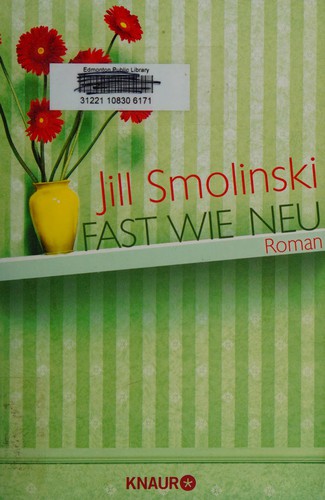 Edmonton Public Library
31221 10830 6171
Jill Smolinski
FAST WIE NEU
Roman
KNAUR